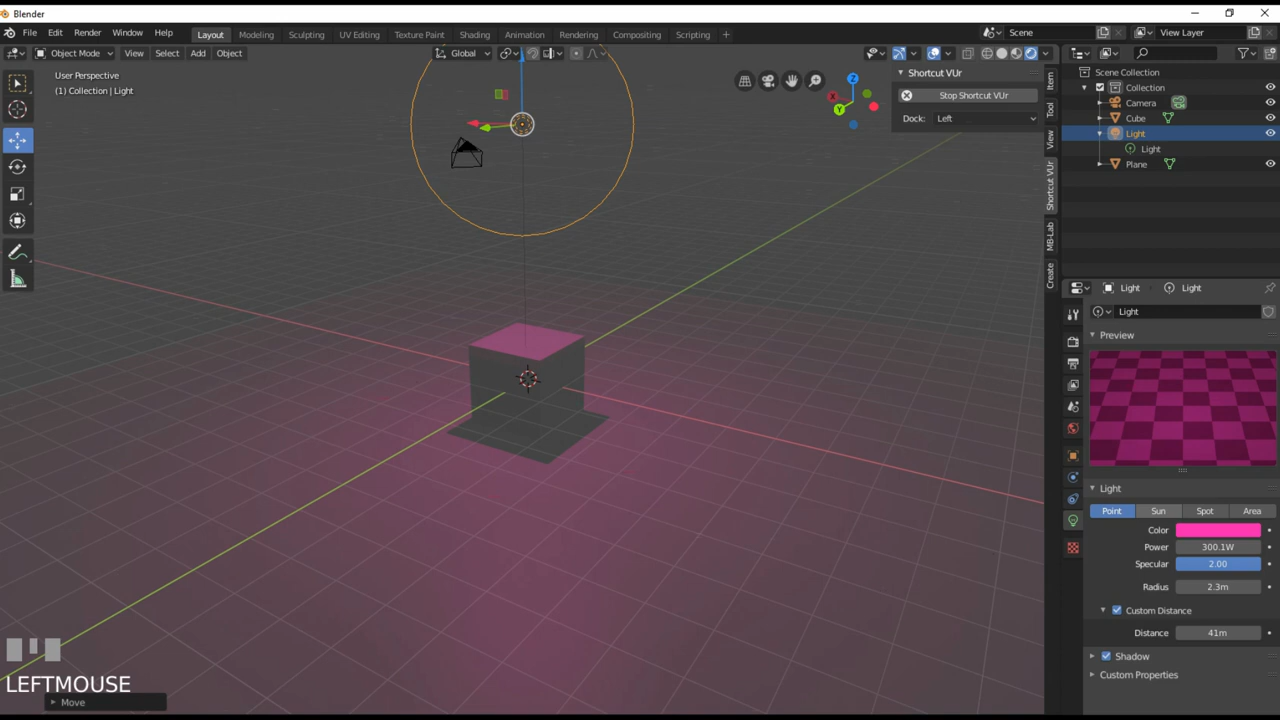 Blender
File Edit Render Window Help
Layout Modeling Sculpting UV Editing Texture Paint Shading Animation Rendering Compositing Scripting +
Scene
View Layer
Object Mode View Select Add Object
Global
User Perspective
(1) Collection | Light
Z
X
Y
Shortcut VUr
Stop Shortcut VUr
Dock: Left
Item
Tool
View
Shortcut VUr
MB-Lab
Create
Scene Collection
Collection
Camera
Cube
Light
Light
Plane
Light Light
Light
Preview
Light
Point Sun Spot Area
Color
Power 300.1W
Specular 2.00
Radius 2.3m
Custom Distance
Distance 41m
Shadow
Custom Properties
LEFTMOUSE
Move